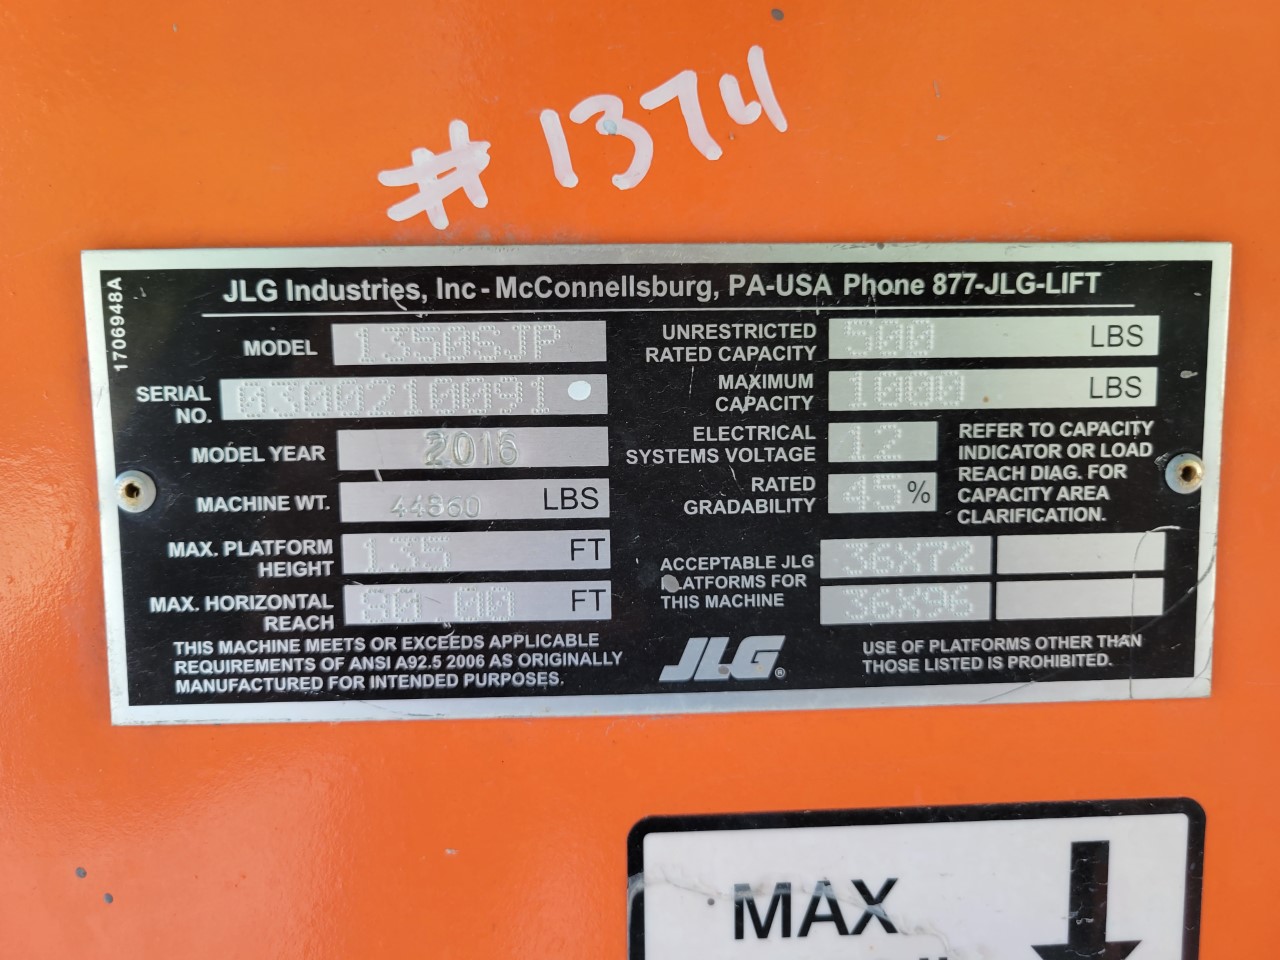 #1374
JLG Industries, Inc - McConnellsburg, PA-USA Phone 877-JLG-LIFT
1706948A
MODEL 1350SJP
SERIAL NO. 0300210091
MODEL YEAR 2016
MACHINE WT. 44860 LBS
MAX. PLATFORM HEIGHT 135 FT
MAX. HORIZONTAL REACH 80 00 FT
THIS MACHINE MEETS OR EXCEEDS APPLICABLE
REQUIREMENTS OF ANSI A92.5 2006 AS ORIGINALLY
MANUFACTURED FOR INTENDED PURPOSES.
UNRESTRICTED RATED CAPACITY 500 LBS
MAXIMUM CAPACITY 1000 LBS
ELECTRICAL SYSTEMS VOLTAGE 12
RATED GRADABILITY 45 %
REFER TO CAPACITY
INDICATOR OR LOAD
REACH DIAG. FOR
CAPACITY AREA
CLARIFICATION.
ACCEPTABLE JLG
PLATFORMS FOR
THIS MACHINE
36X72
36X96
JLG®
USE OF PLATFORMS OTHER THAN
THOSE LISTED IS PROHIBITED.
MAX